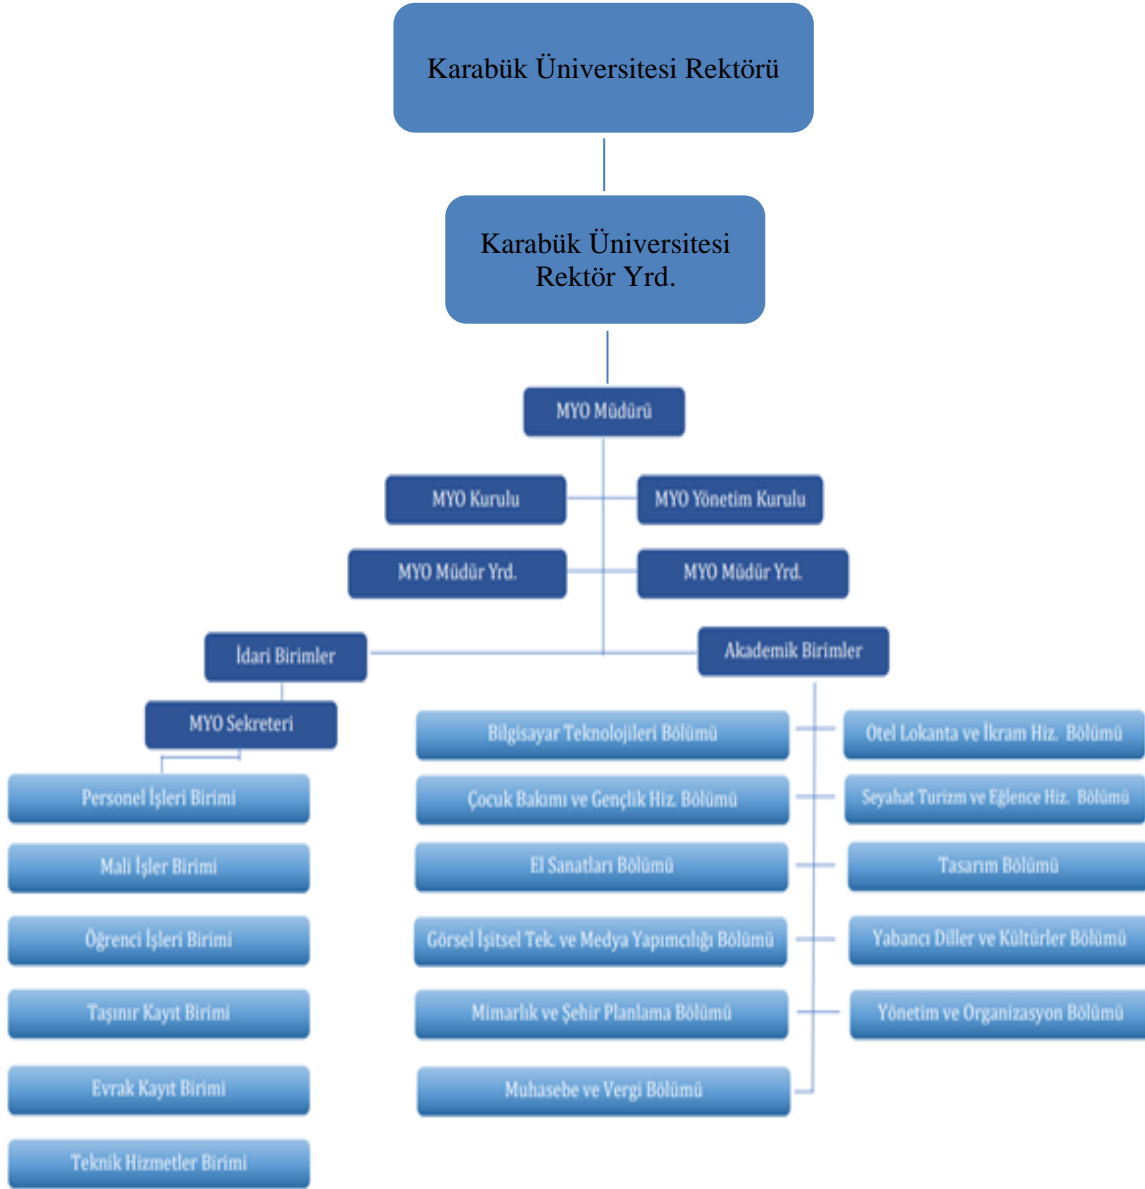 Karabük Üniversitesi Rektörü
Karabük Üniversitesi
Rektör Yrd.
MYO Müdürü
MYO Kurulu
MYO Yönetim Kurulu
MYO Müdür Yrd.
MYO Müdür Yrd.
İdari Birimler
Akademik Birimler
MYO Sekreteri
Personel İşleri Birimi
Mali İşler Birimi
Öğrenci İşleri Birimi
Taşınır Kayıt Birimi
Evrak Kayıt Birimi
Teknik Hizmetler Birimi
Bilgisayar Teknolojileri Bölümü
Çocuk Bakımı ve Gençlik Hiz. Bölümü
El Sanatları Bölümü
Görsel İşitsel Tek. ve Medya Yapımcılığı Bölümü
Mimarlık ve Şehir Planlama Bölümü
Muhasebe ve Vergi Bölümü
Otel Lokanta ve İkram Hiz. Bölümü
Seyahat Turizm ve Eğlence Hiz. Bölümü
Tasarım Bölümü
Yabancı Diller ve Kültürler Bölümü
Yönetim ve Organizasyon Bölümü